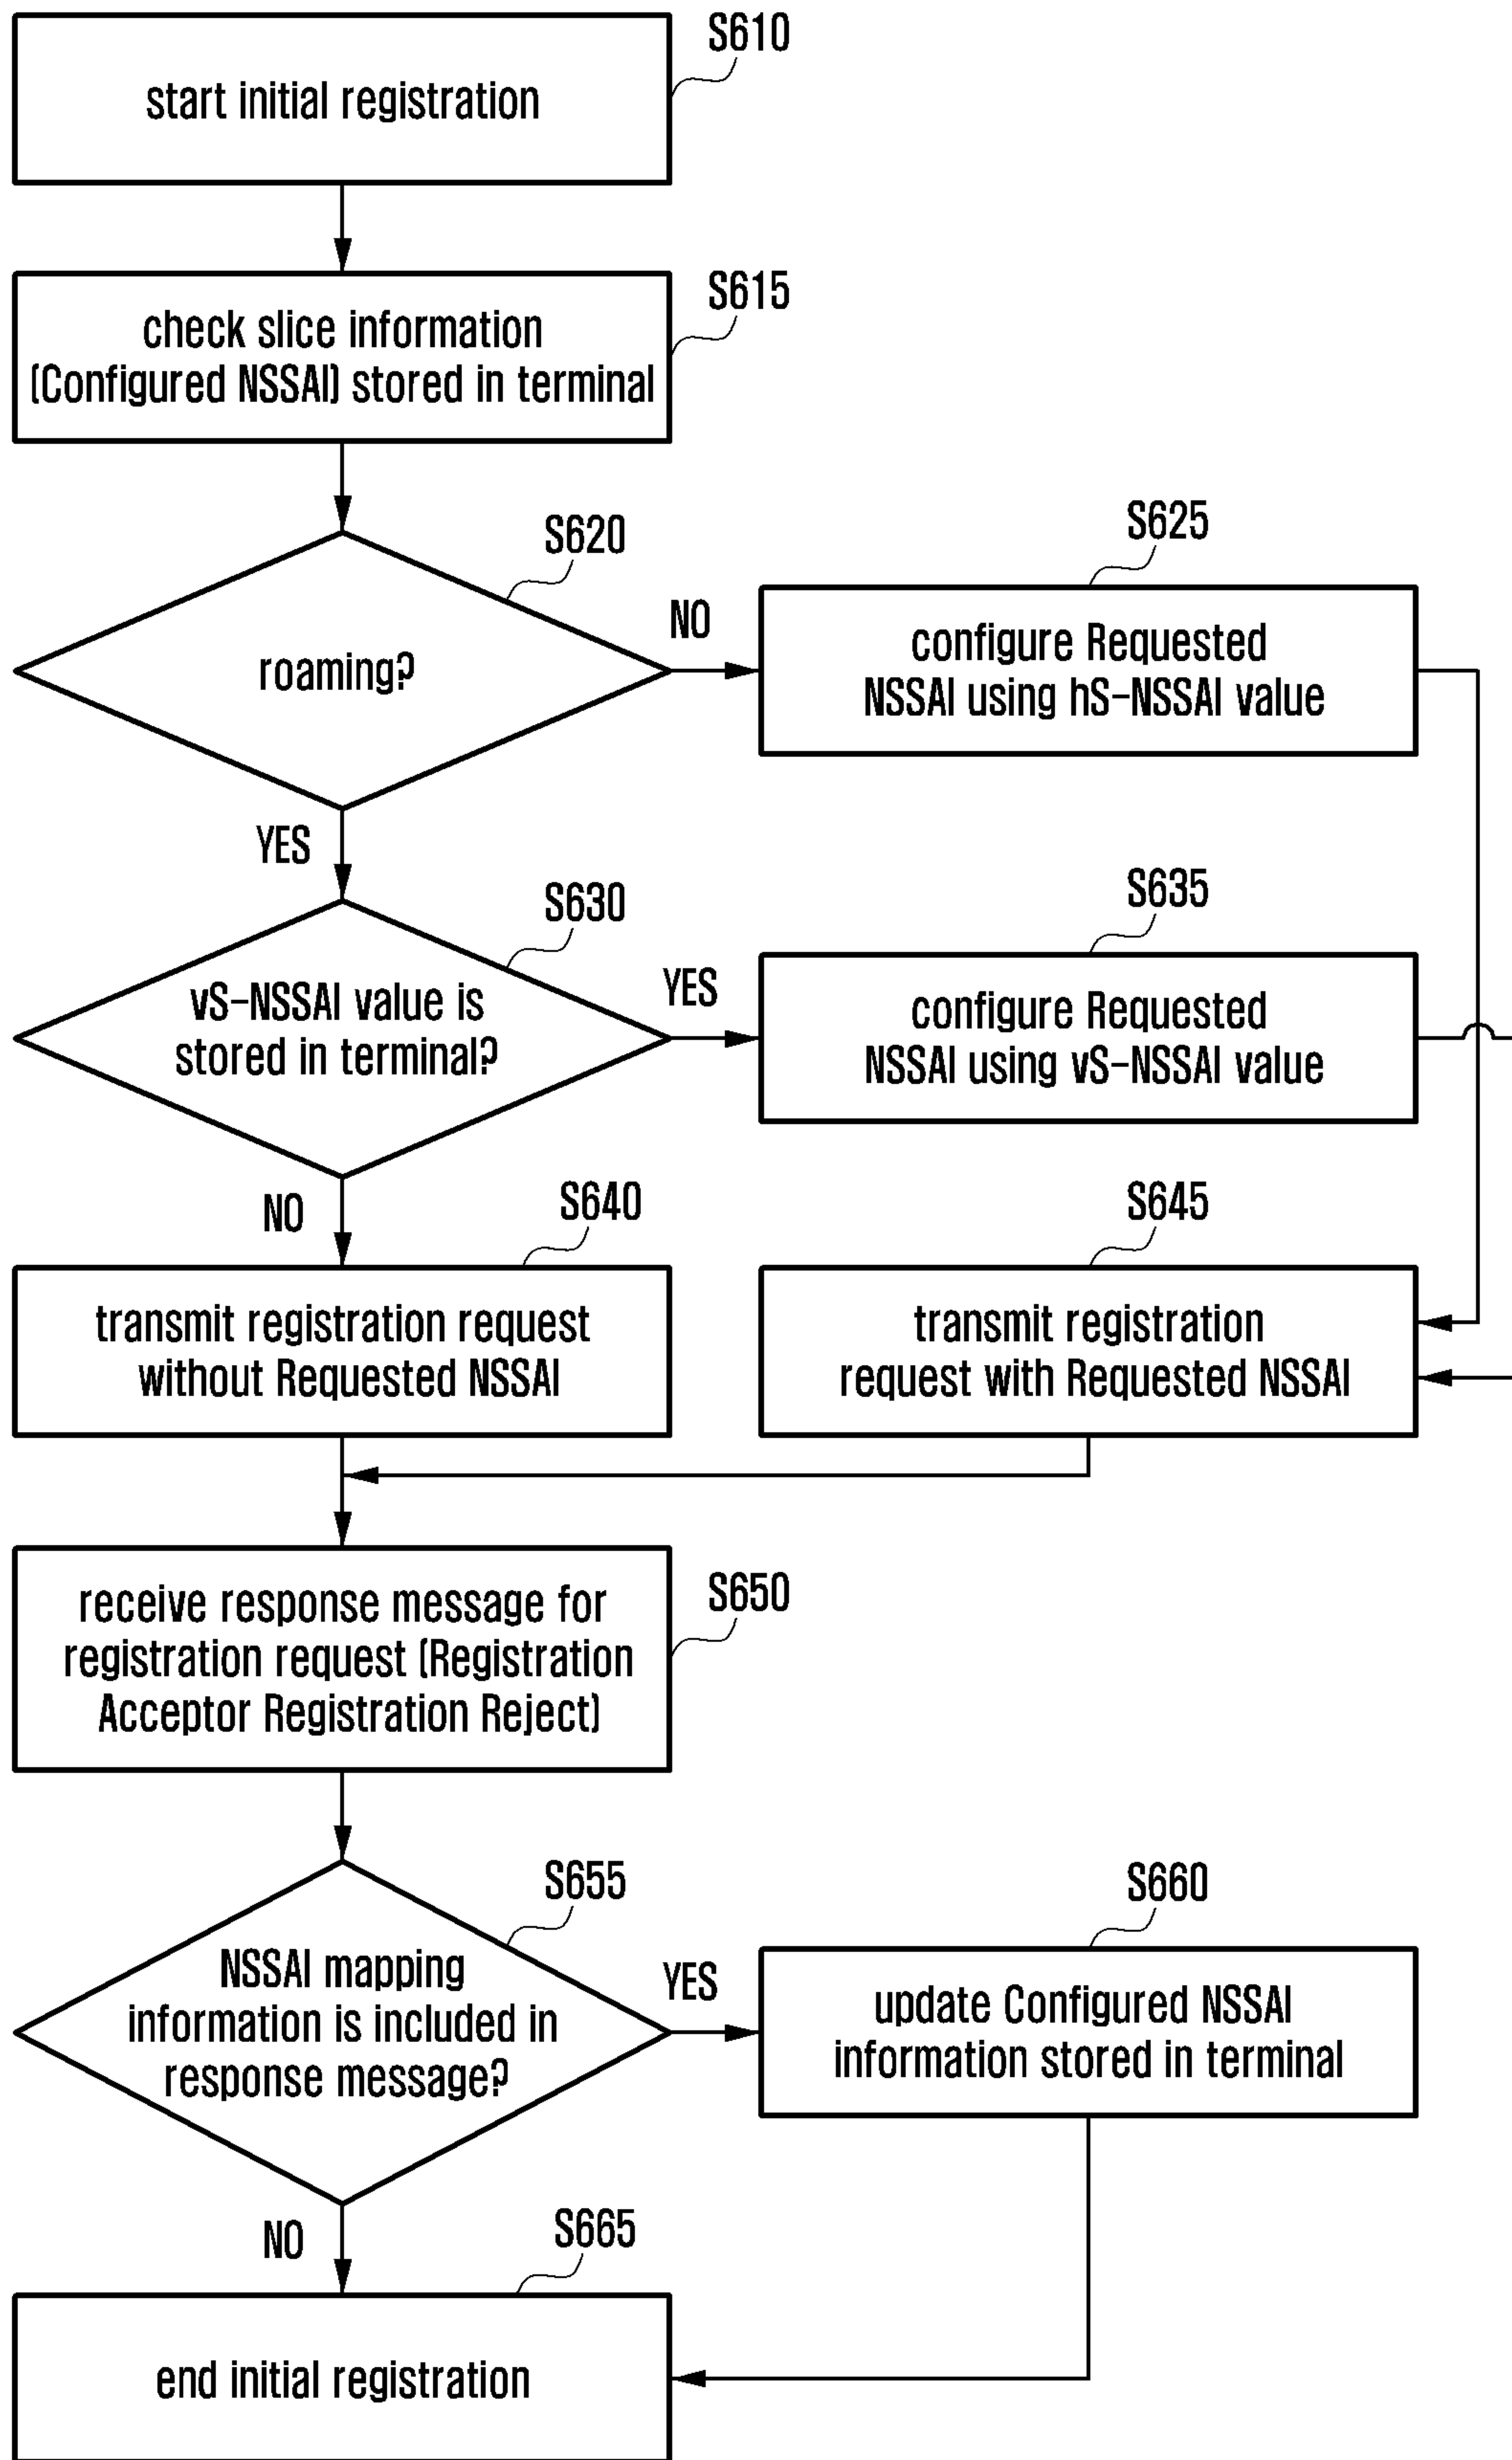 S610
start initial registration
S615
check slice information
(Configured NSSAI) stored in terminal
S620
roaming?
NO
S625
configure Requested
NSSAI using hS-NSSAI value
YES
S630
vS-NSSAI value is
stored in terminal?
YES
S635
configure Requested
NSSAI using vS-NSSAI value
NO
S640
transmit registration request
without Requested NSSAI
S645
transmit registration
request with Requested NSSAI
S650
receive response message for
registration request (Registration
Acceptor Registration Reject)
S655
NSSAI mapping
information is included in
response message?
YES
S660
update Configured NSSAI
information stored in terminal
NO
S665
end initial registration